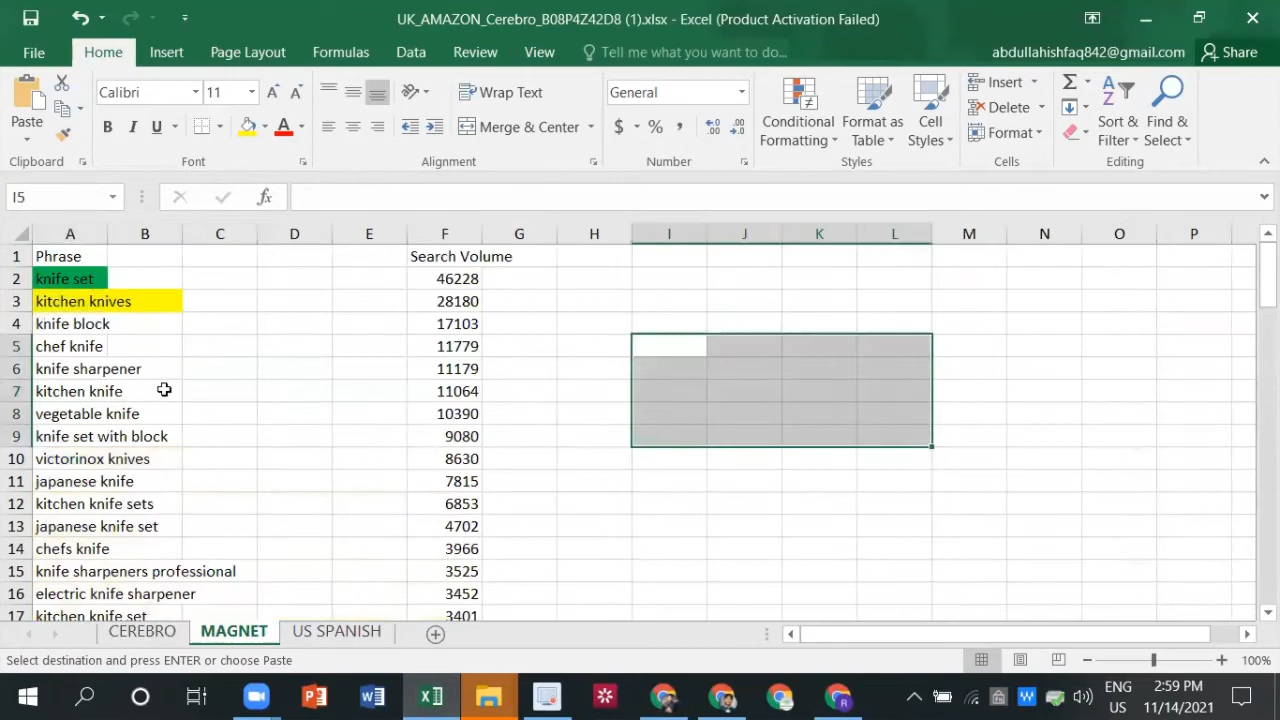 UK_AMAZON_Cerebro_B08P4Z42D8 (1).xlsx - Excel (Product Activation Failed)
File Home Insert Page Layout Formulas Data Review View Tell me what you want to do... abdullahishfaq842@gmail.com Share
Paste Calibri 11 Wrap Text General Conditional Formatting Format as Table Cell Styles Insert Sort & Filter Find & Select
B I U A Merge & Center $ % , Delete
Format
Clipboard Font Alignment Number Styles Cells Editing
I5 fx
A B C D E F G H I J K L M N O P
1 Phrase Search Volume
2 knife set 46228
3 kitchen knives 28180
4 knife block 17103
5 chef knife 11779
6 knife sharpener 11179
7 kitchen knife 11064
8 vegetable knife 10390
9 knife set with block 9080
10 victorinox knives 8630
11 japanese knife 7815
12 kitchen knife sets 6853
13 japanese knife set 4702
14 chefs knife 3966
15 knife sharpeners professional 3525
16 electric knife sharpener 3452
17 kitchen knife set 3401
CEREBRO MAGNET US SPANISH
Select destination and press ENTER or choose Paste 100%
ENG 2:59 PM
US 11/14/2021